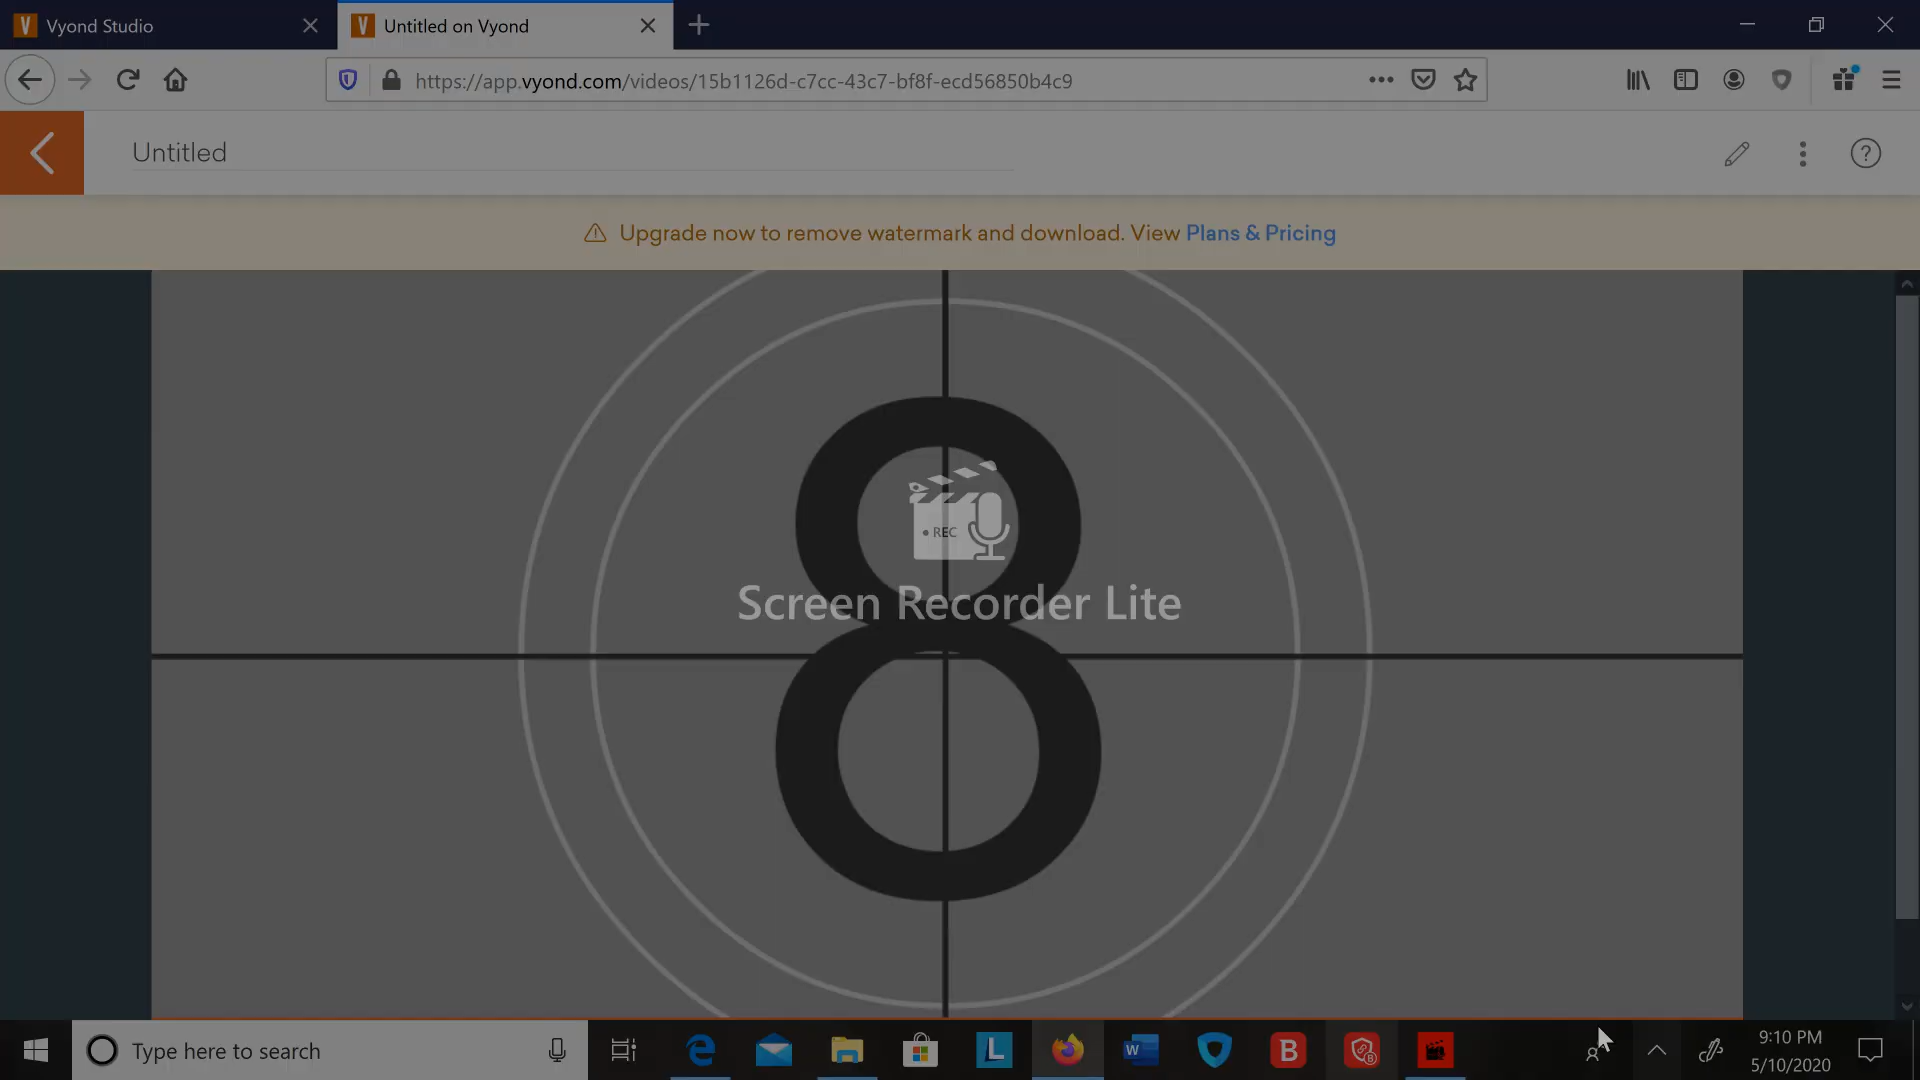 Vyond Studio
Untitled on Vyond
https://app.vyond.com/videos/15b1126d-c7cc-43c7-bf8f-ecd56850b4c9
Untitled
?
Upgrade now to remove watermark and download. View Plans & Pricing
8
REC
Screen Recorder Lite
Type here to search
L
W
B
B
9:10 PM
5/10/2020